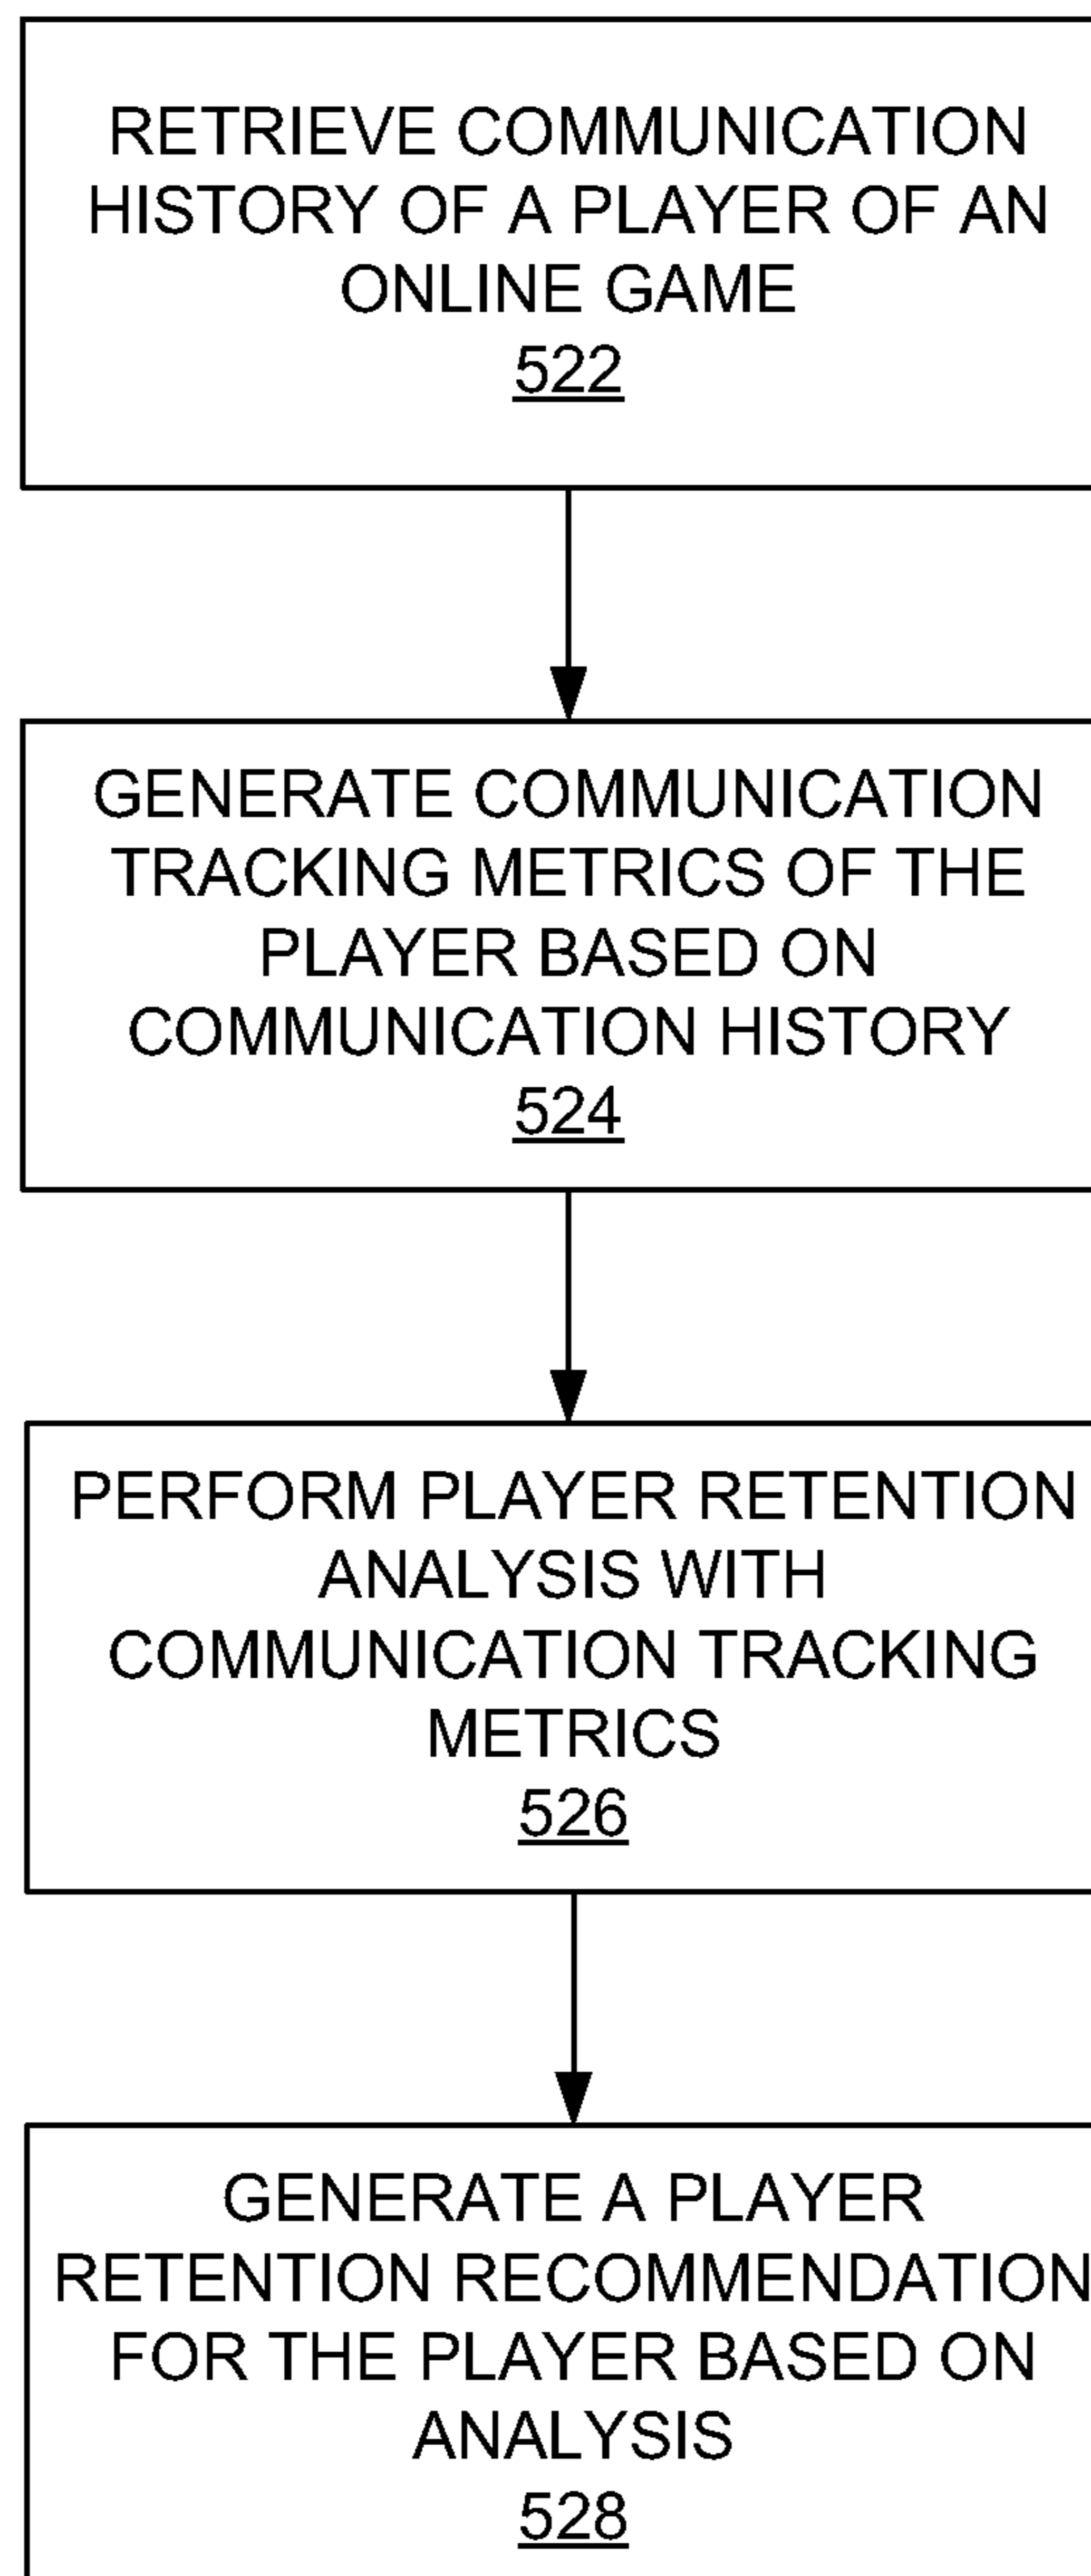 RETRIEVE COMMUNICATION
HISTORY OF A PLAYER OF AN
ONLINE GAME
522
GENERATE COMMUNICATION
TRACKING METRICS OF THE
PLAYER BASED ON
COMMUNICATION HISTORY
524
PERFORM PLAYER RETENTION
ANALYSIS WITH
COMMUNICATION TRACKING
METRICS
526
GENERATE A PLAYER
RETENTION RECOMMENDATION
FOR THE PLAYER BASED ON
ANALYSIS
528